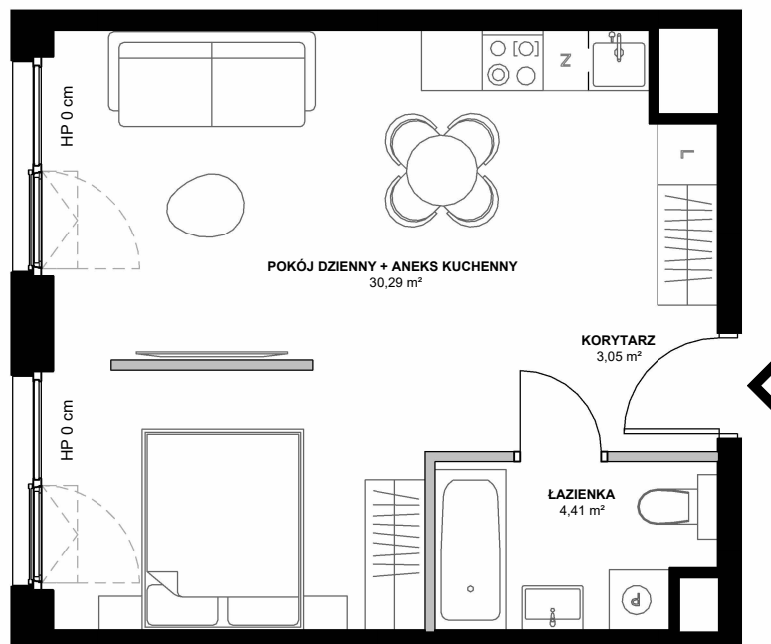 HP 0 cm
Z
L
POKÓJ DZIENNY + ANEKS KUCHENNY
30,29 m²
KORYTARZ
3,05 m²
HP 0 cm
ŁAZIENKA
4,41 m²
P